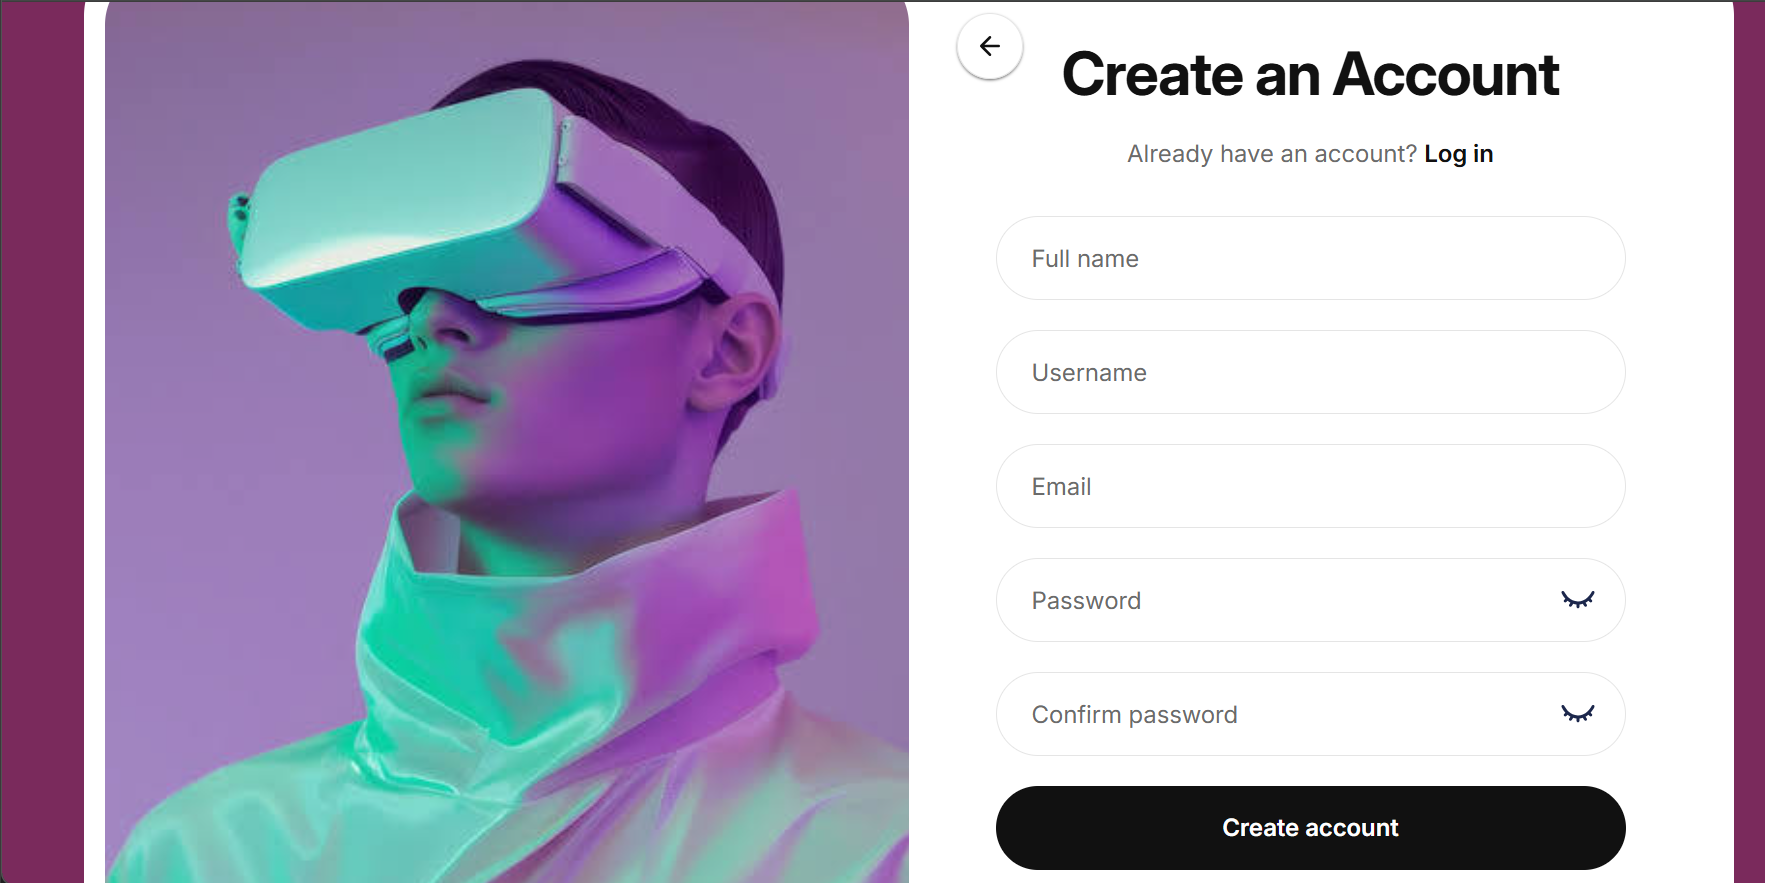 Create an Account
Already have an account? Log in
Full name
Username
Email
Password
Confirm password
Create account